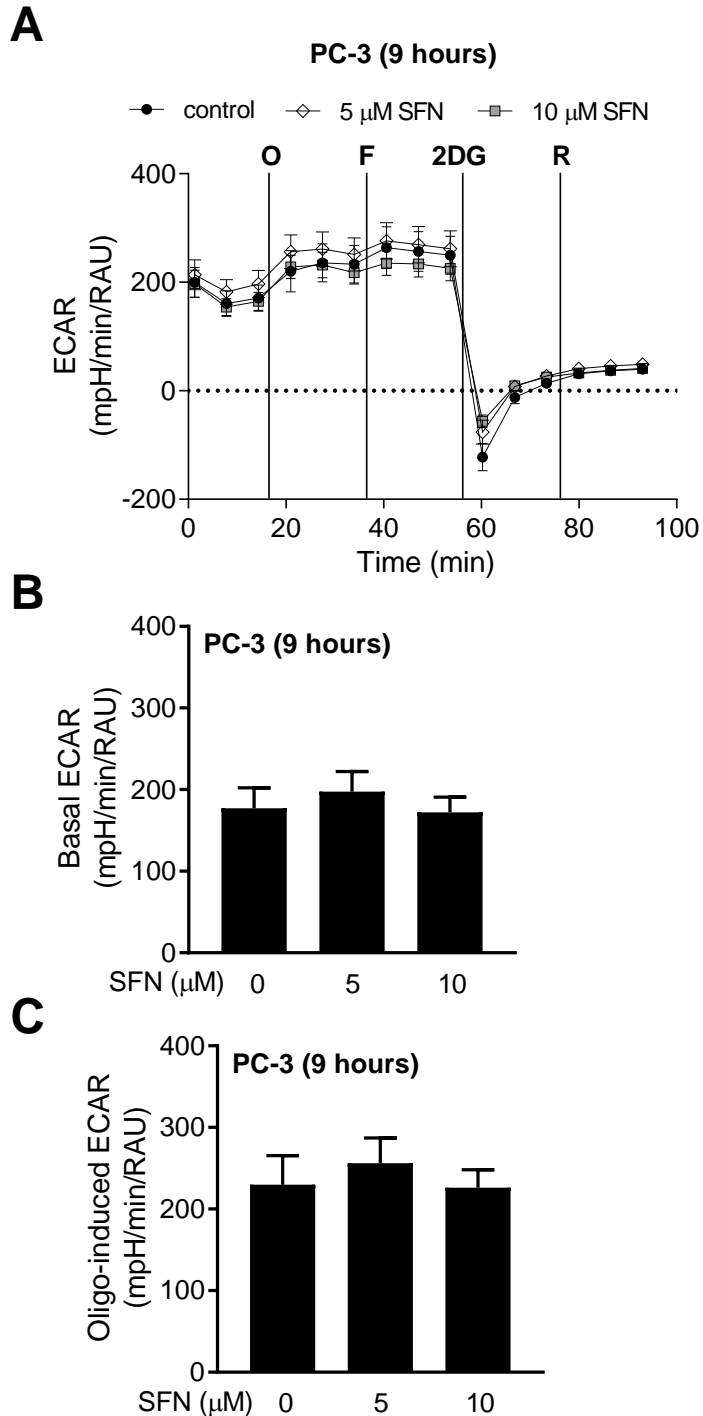 A
PC-3 (9 hours)
control 5 μM SFN 10 μM SFN
O F 2DG R
ECAR
(mpH/min/RAU)
400
200
0
-200
0 20 40 60 80 100
Time (min)
B
PC-3 (9 hours)
Basal ECAR
(mpH/min/RAU)
400
300
200
100
0
SFN (μM) 0 5 10
C
PC-3 (9 hours)
Oligo-induced ECAR
(mpH/min/RAU)
400
300
200
100
0
SFN (μM) 0 5 10